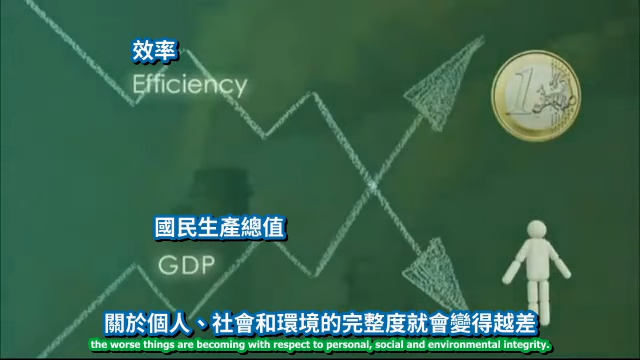 效率
Efficiency
1
國民生產總值
GDP
關於個人、社會和環境的完整度就會變得越差
the worse things are becoming with respect to personal, social and environmental integrity.